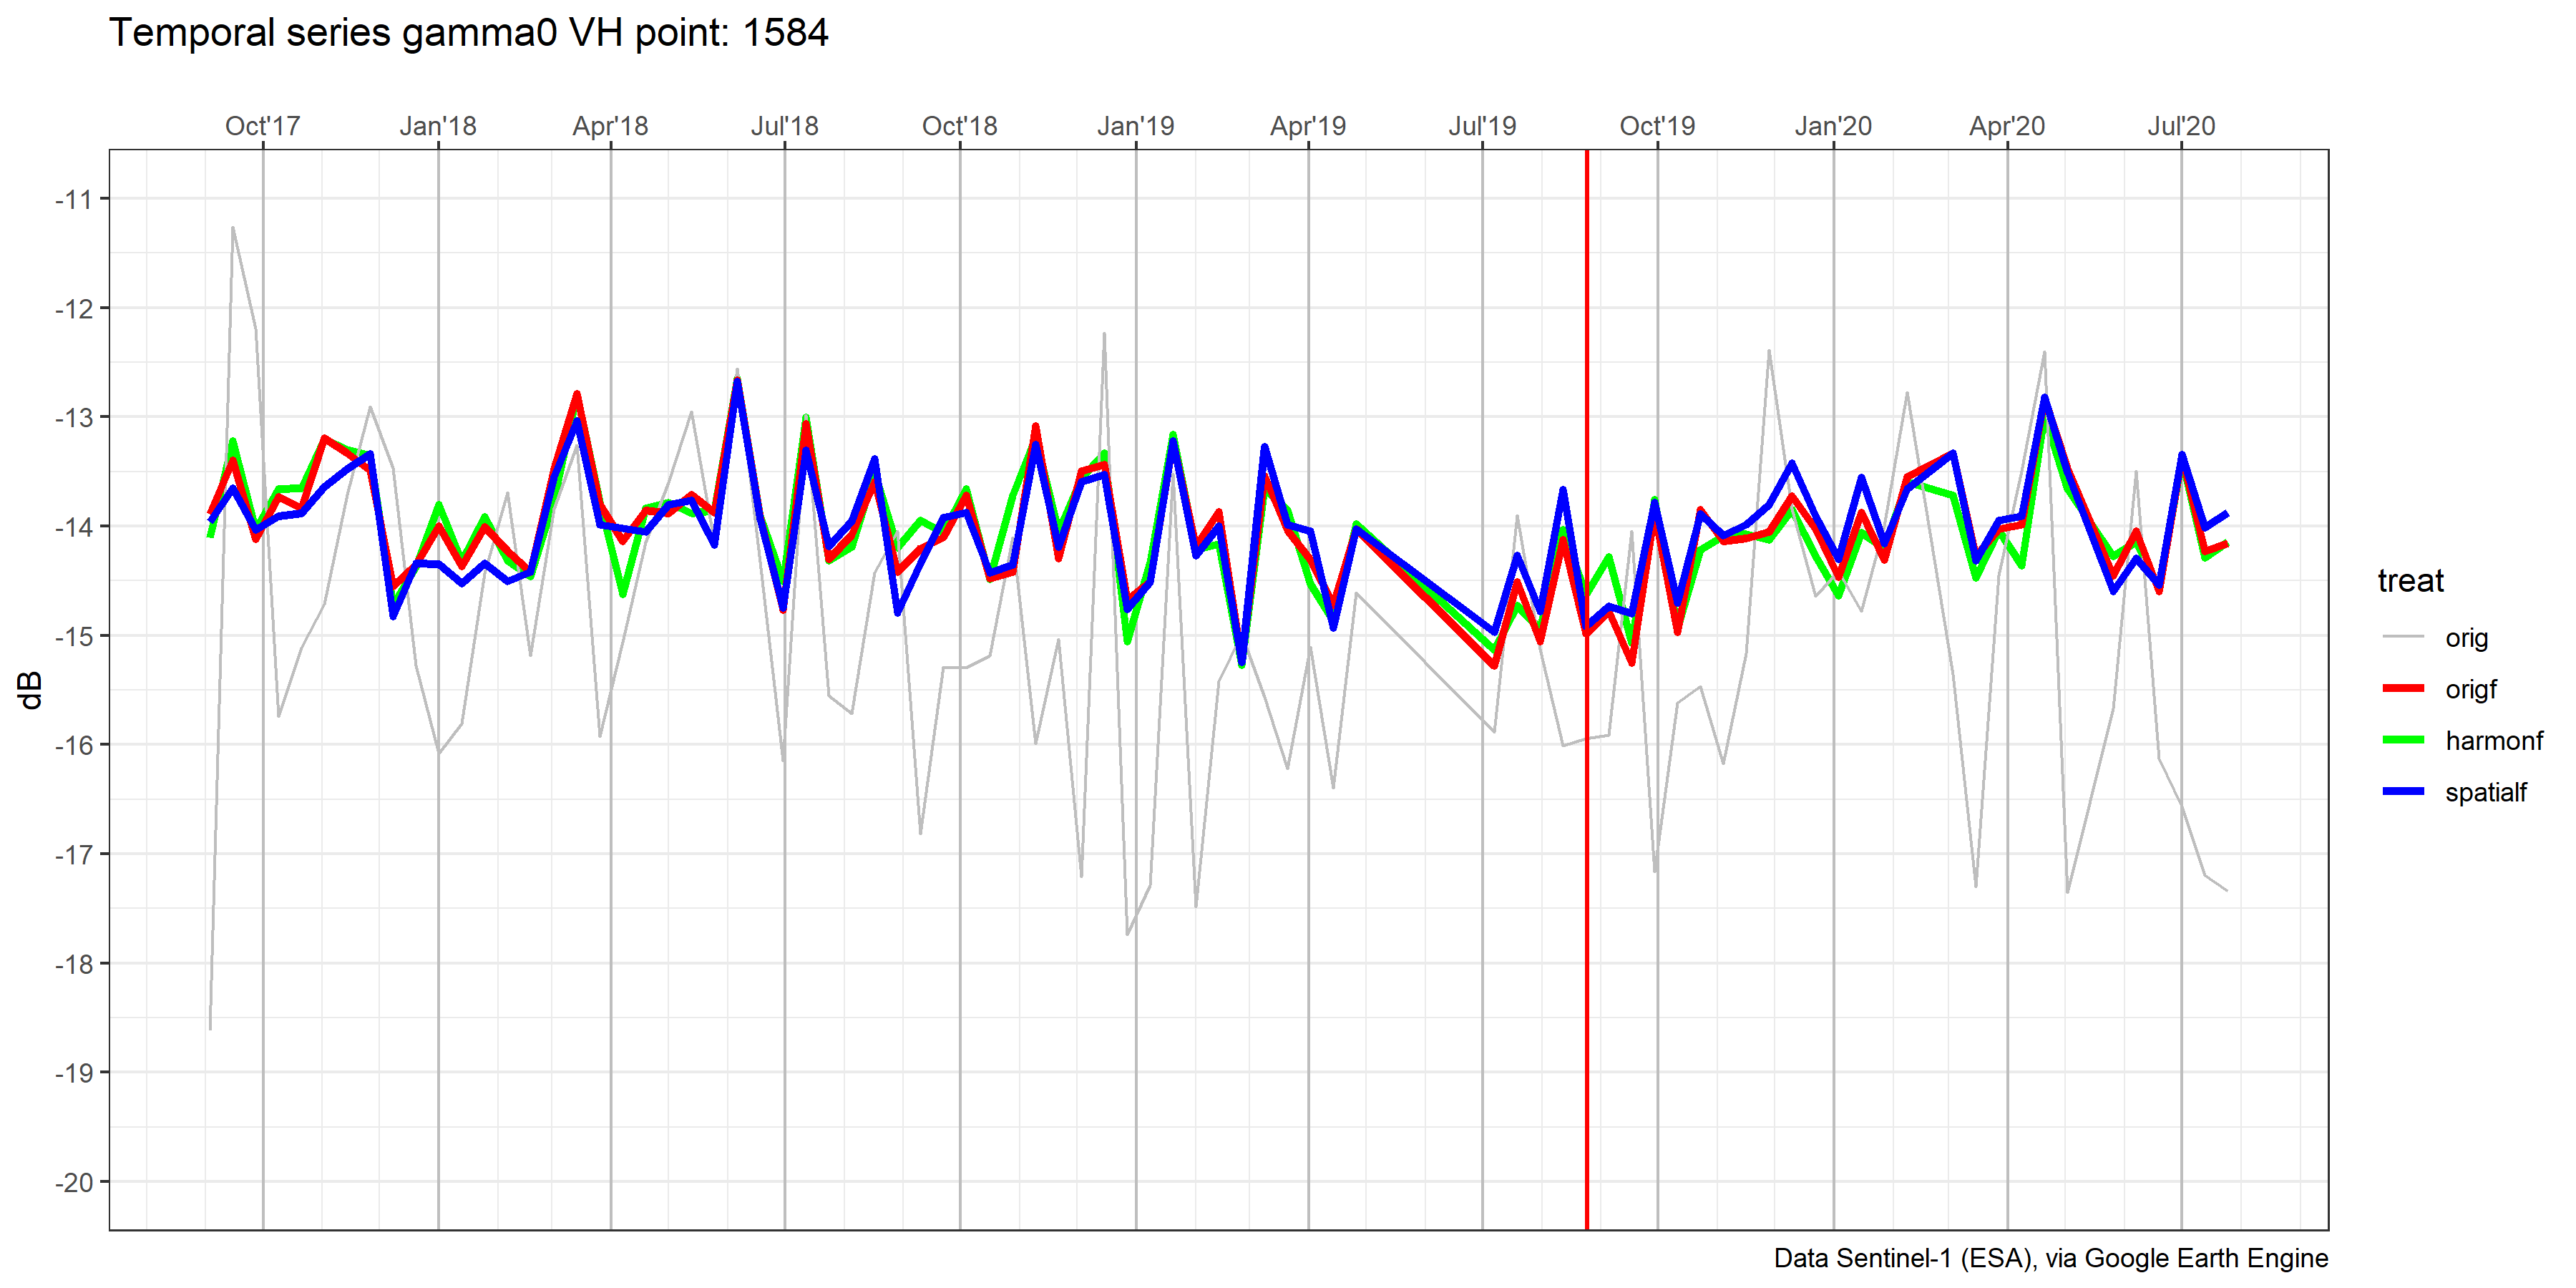 Temporal series gamma0 VH point: 1584
Oct'17 Jan'18 Apr'18 Jul'18 Oct'18 Jan'19 Apr'19 Jul'19 Oct'19 Jan'20 Apr'20 Jul'20
-11
-12
-13
-14
-15
-16
-17
-18
-19
-20
dB
treat
orig
origf
harmonf
spatialf
Data Sentinel-1 (ESA), via Google Earth Engine